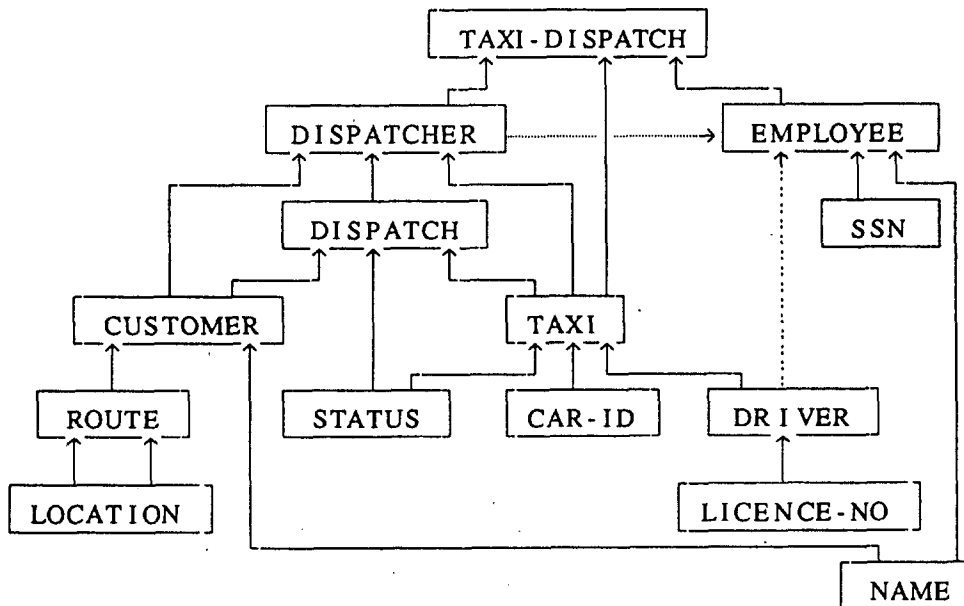 TAXI-DISPATCH
DISPATCHER
EMPLOYEE
DISPATCH
SSN
CUSTOMER
TAXI
ROUTE
STATUS
CAR-ID
DRIVER
LOCATION
LICENCE-NO
NAME